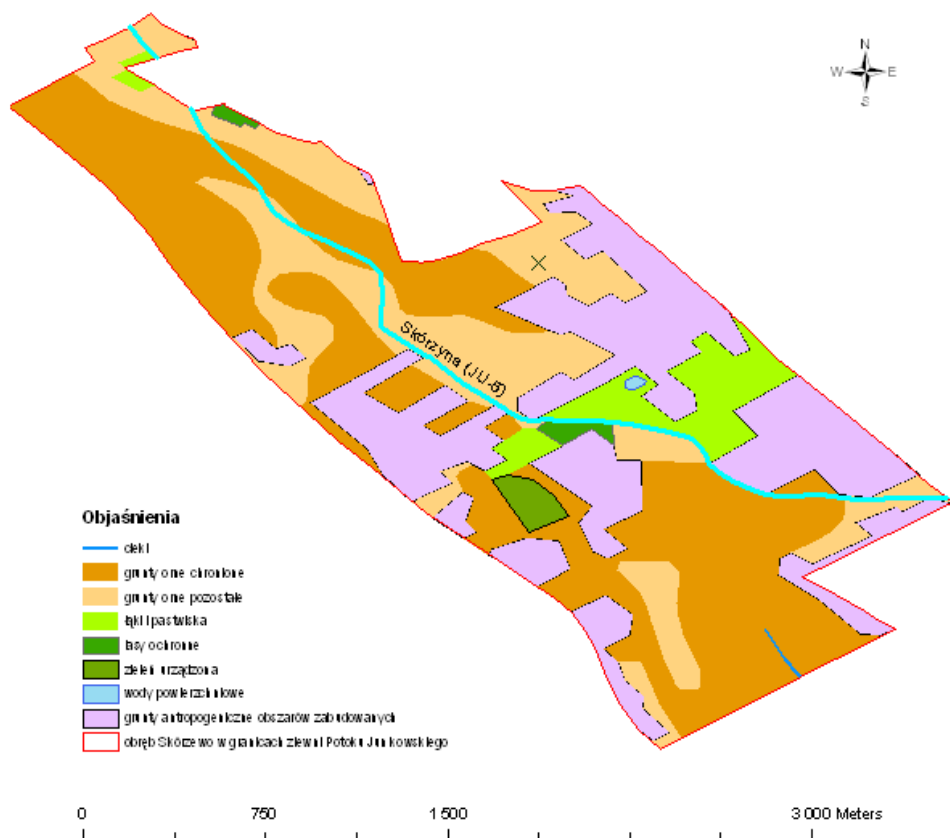 N
W E
S
Skórzyna (JU-5)
Objaśnienia
cieki
grunty orne chronione
grunty orne pozostałe
łąki i pastwiska
lasy ochronne
zieleń urządzona
wody powierzchniowe
grunty antropogeniczne obszarów zabudowanych
obręb Skórzewo w granicach zlewni Potoku Junikowskiego
0 750 1 500 3 000 Meters